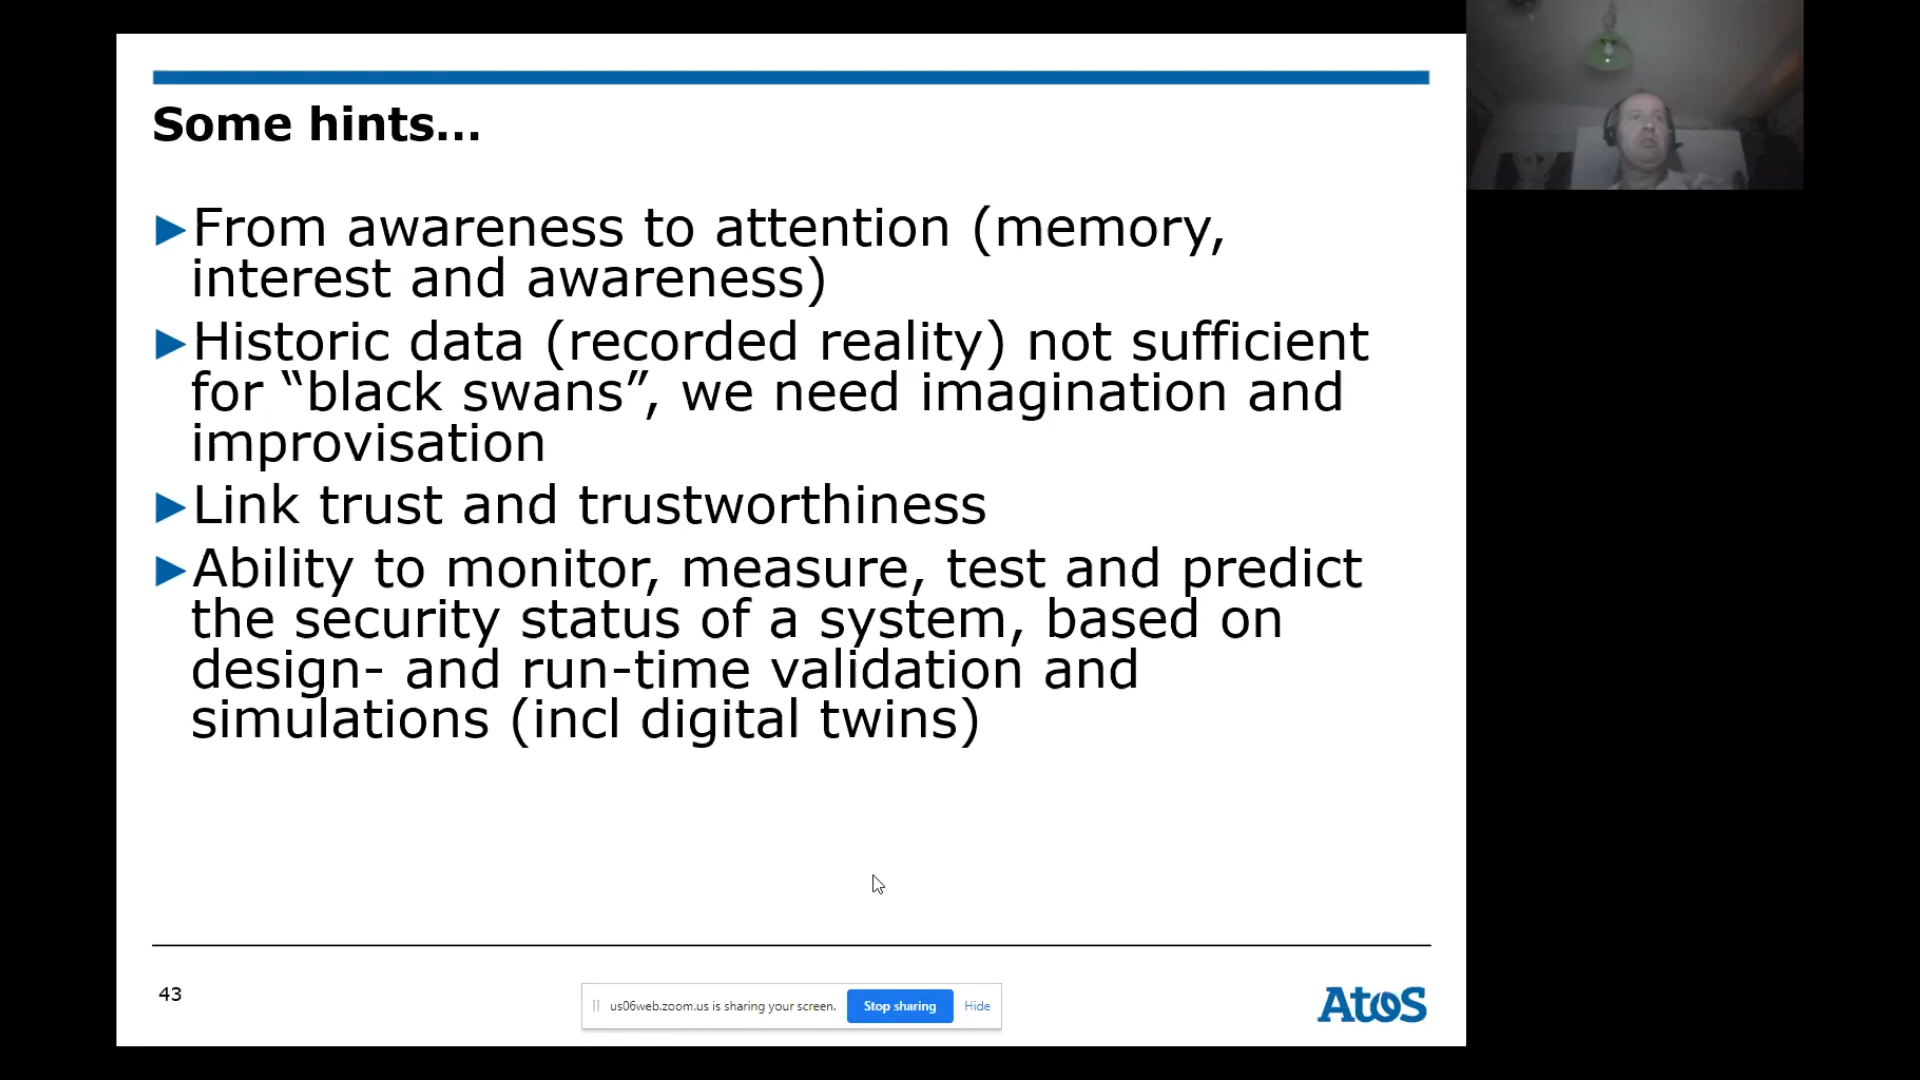 Some hints...
►From awareness to attention (memory,
interest and awareness)
►Historic data (recorded reality) not sufficient
for “black swans”, we need imagination and
improvisation
►Link trust and trustworthiness
►Ability to monitor, measure, test and predict
the security status of a system, based on
design- and run-time validation and
simulations (incl digital twins)
43
us06web.zoom.us is sharing your screen. Stop sharing Hide
Atos